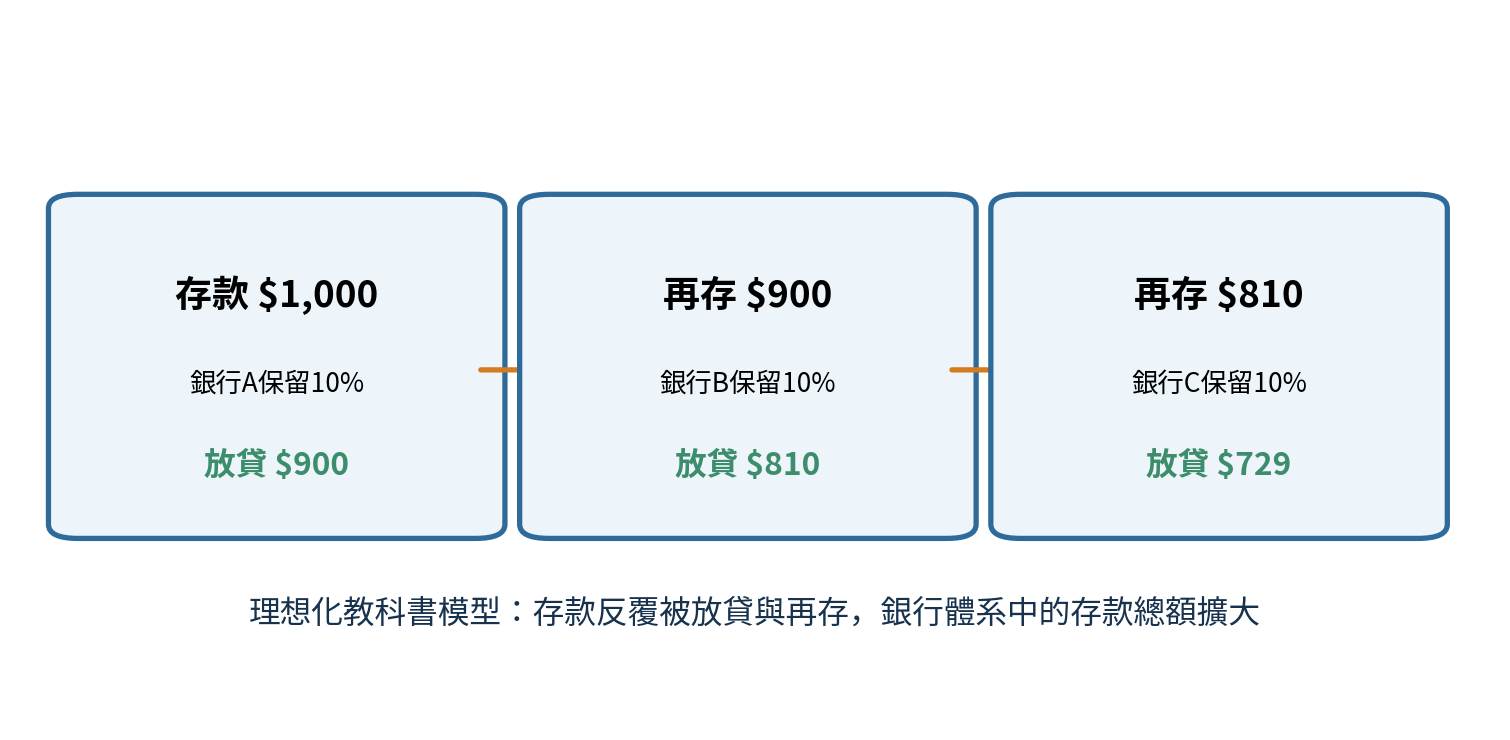 存款 $1,000
銀行A保留10%
放貸 $900
再存 $900
銀行B保留10%
放貸 $810
再存 $810
銀行C保留10%
放貸 $729
理想化教科書模型：存款反覆被放貸與再存，銀行體系中的存款總額擴大